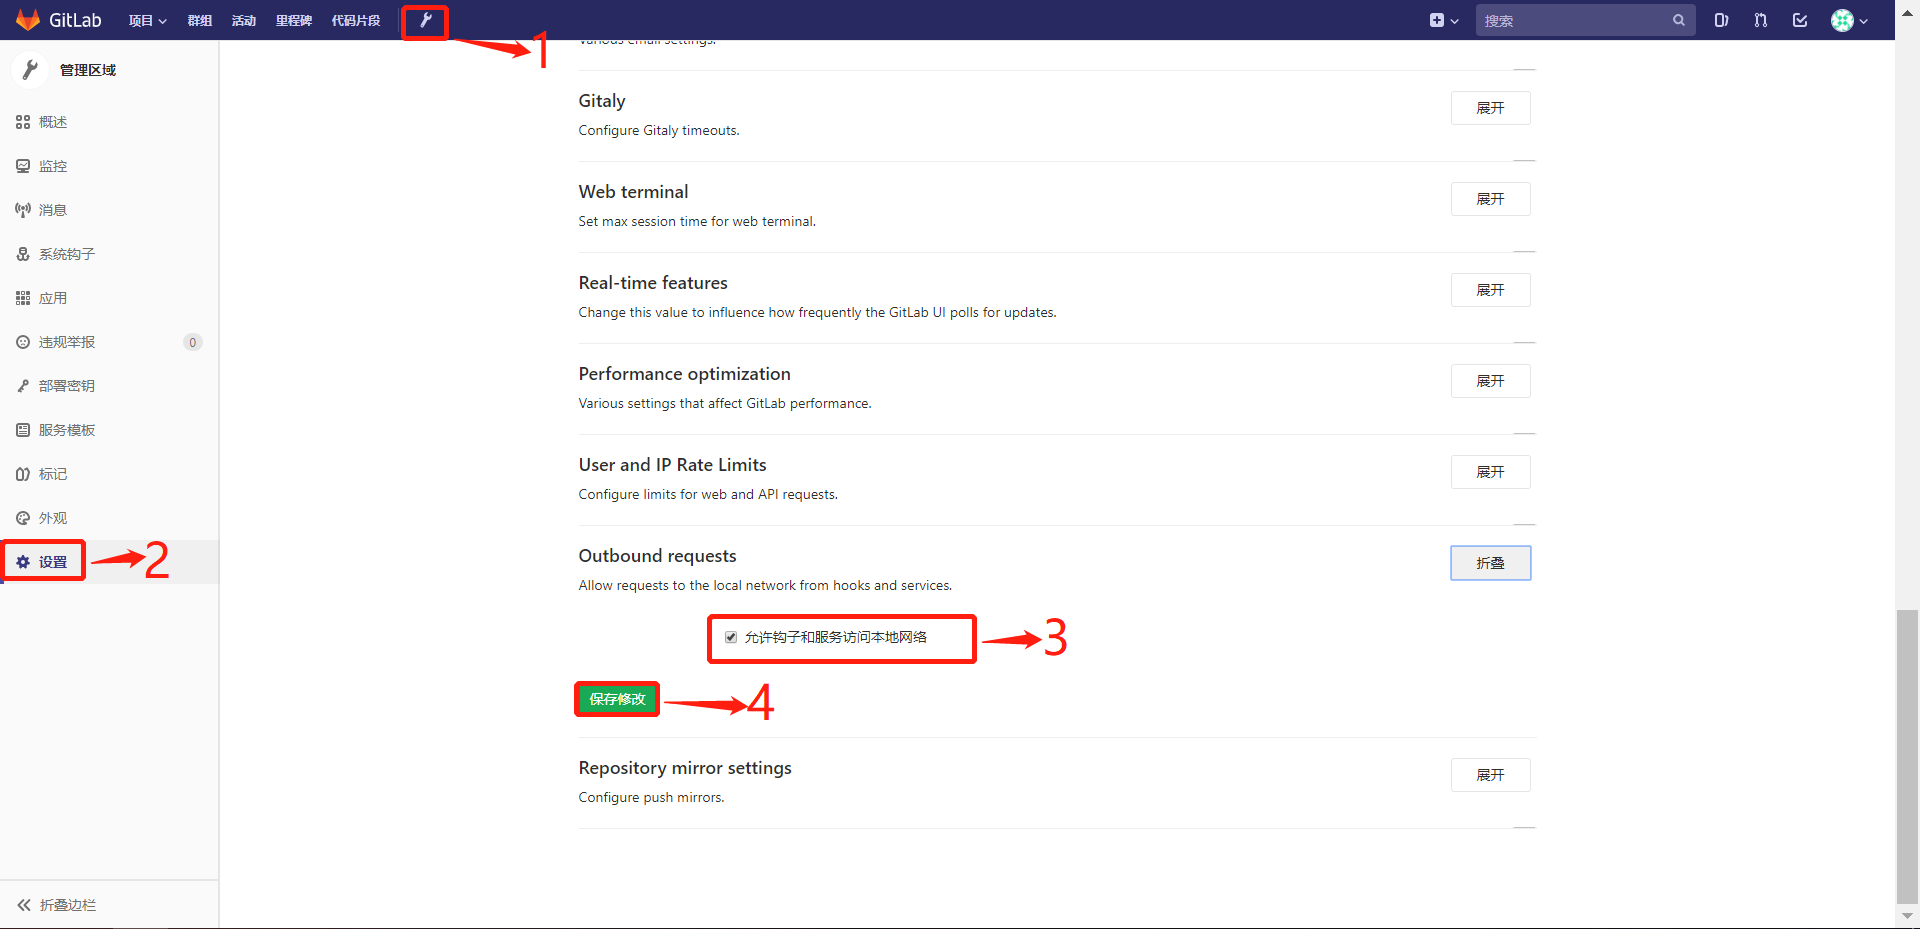 GitLab 项目 群组 活动 里程碑 代码片段 搜索
1
Various email settings.
管理区域
概述
监控
消息
系统钩子
应用
违规举报 0
部署密钥
服务模板
标记
外观
设置
2
折叠边栏
Gitaly
展开
Configure Gitaly timeouts.
Web terminal
展开
Set max session time for web terminal.
Real-time features
展开
Change this value to influence how frequently the GitLab UI polls for updates.
Performance optimization
展开
Various settings that affect GitLab performance.
User and IP Rate Limits
展开
Configure limits for web and API requests.
Outbound requests
折叠
Allow requests to the local network from hooks and services.
允许钩子和服务访问本地网络
3
保存修改
4
Repository mirror settings
展开
Configure push mirrors.